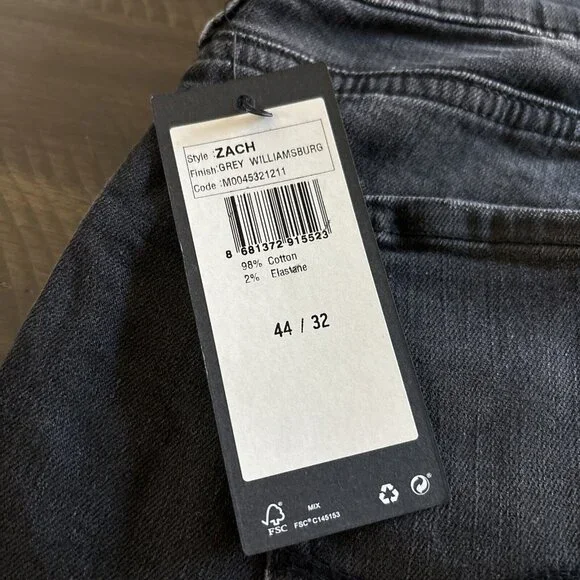 Style :ZACH
Finish:GREY WILLIAMSBURG
Code :M0045321211
8 681372 915523
98% Cotton
2% Elastane
44 / 32
FSC
MIX
FSC® C145153